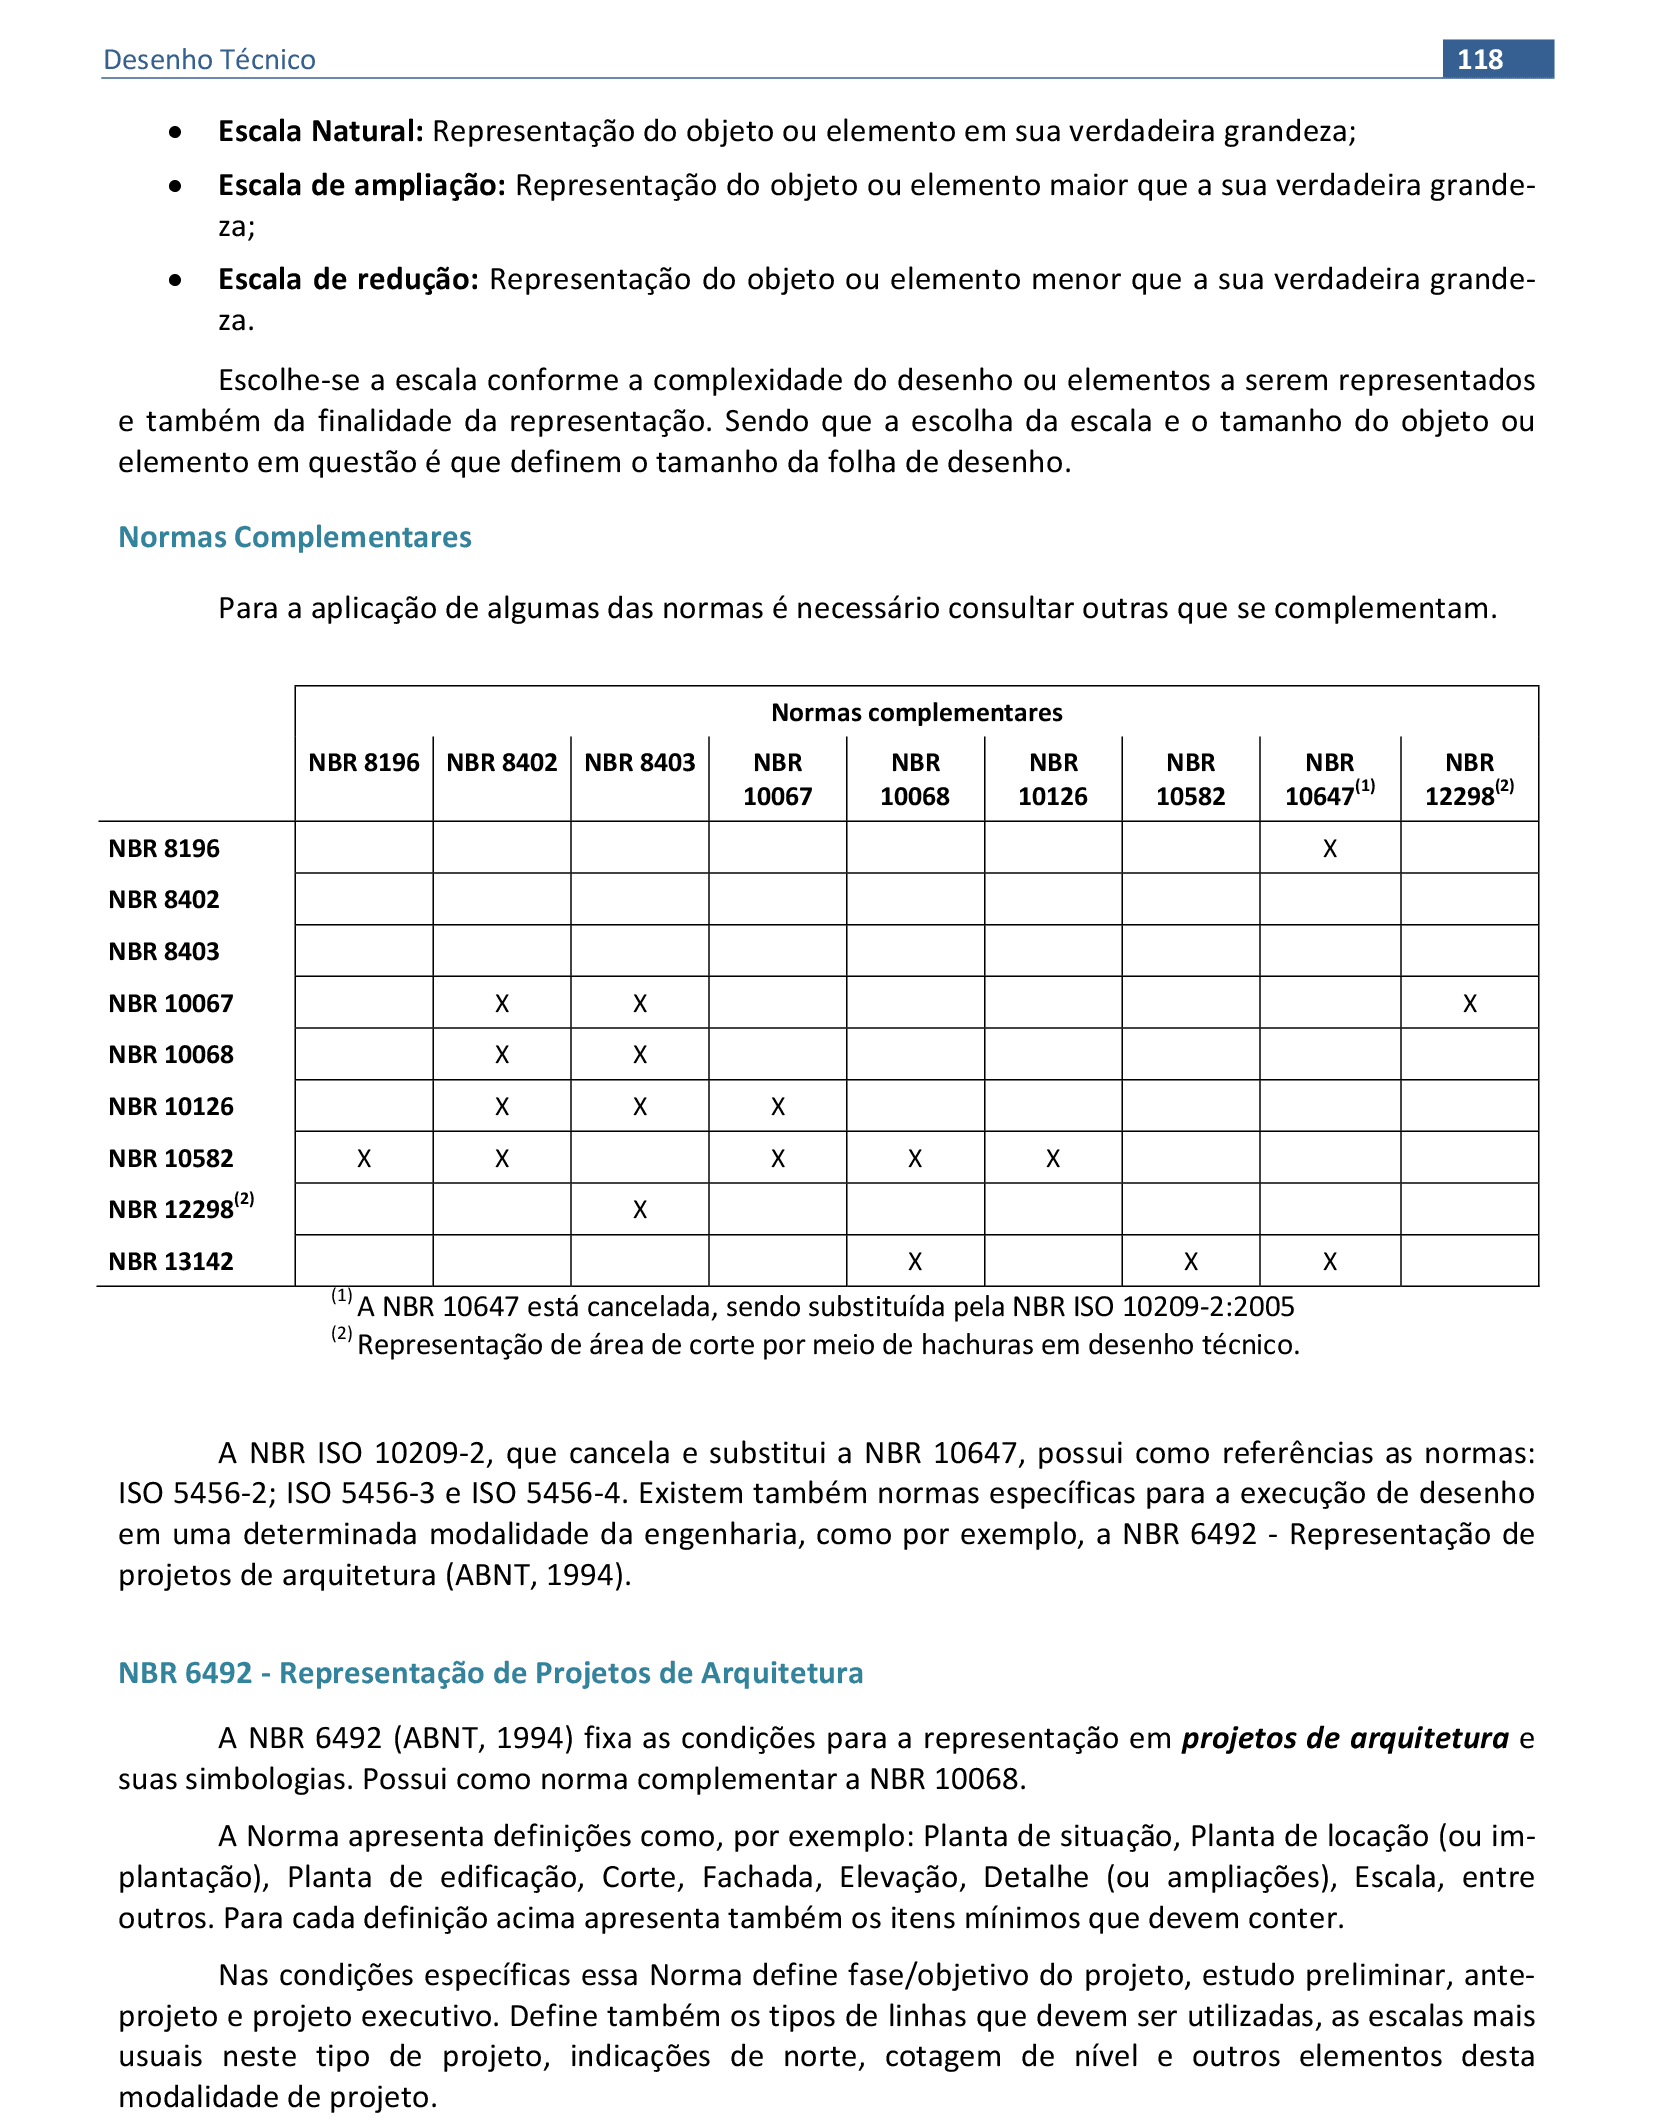 Desenho Técnico 118
• Escala Natural: Representação do objeto ou elemento em sua verdadeira grandeza;
• Escala de ampliação: Representação do objeto ou elemento maior que a sua verdadeira grande-
za;
• Escala de redução: Representação do objeto ou elemento menor que a sua verdadeira grande-
za.
Escolhe-se a escala conforme a complexidade do desenho ou elementos a serem representados
e também da finalidade da representação. Sendo que a escolha da escala e o tamanho do objeto ou
elemento em questão é que definem o tamanho da folha de desenho.
Normas Complementares
Para a aplicação de algumas das normas é necessário consultar outras que se complementam.
Normas complementares
NBR 8196 NBR 8402 NBR 8403 NBR NBR NBR NBR NBR NBR
10067 10068 10126 10582 10647(1) 12298(2)
NBR 8196 X
NBR 8402
NBR 8403
NBR 10067 X X X
NBR 10068 X X
NBR 10126 X X X
NBR 10582 X X X X X
NBR 12298(2) X
NBR 13142 X X X
(1) A NBR 10647 está cancelada, sendo substituída pela NBR ISO 10209-2:2005
(2) Representação de área de corte por meio de hachuras em desenho técnico.
A NBR ISO 10209-2, que cancela e substitui a NBR 10647, possui como referências as normas:
ISO 5456-2; ISO 5456-3 e ISO 5456-4. Existem também normas específicas para a execução de desenho
em uma determinada modalidade da engenharia, como por exemplo, a NBR 6492 - Representação de
projetos de arquitetura (ABNT, 1994).
NBR 6492 - Representação de Projetos de Arquitetura
A NBR 6492 (ABNT, 1994) fixa as condições para a representação em projetos de arquitetura e
suas simbologias. Possui como norma complementar a NBR 10068.
A Norma apresenta definições como, por exemplo: Planta de situação, Planta de locação (ou im-
plantação), Planta de edificação, Corte, Fachada, Elevação, Detalhe (ou ampliações), Escala, entre
outros. Para cada definição acima apresenta também os itens mínimos que devem conter.
Nas condições específicas essa Norma define fase/objetivo do projeto, estudo preliminar, ante-
projeto e projeto executivo. Define também os tipos de linhas que devem ser utilizadas, as escalas mais
usuais neste tipo de projeto, indicações de norte, cotagem de nível e outros elementos desta
modalidade de projeto.